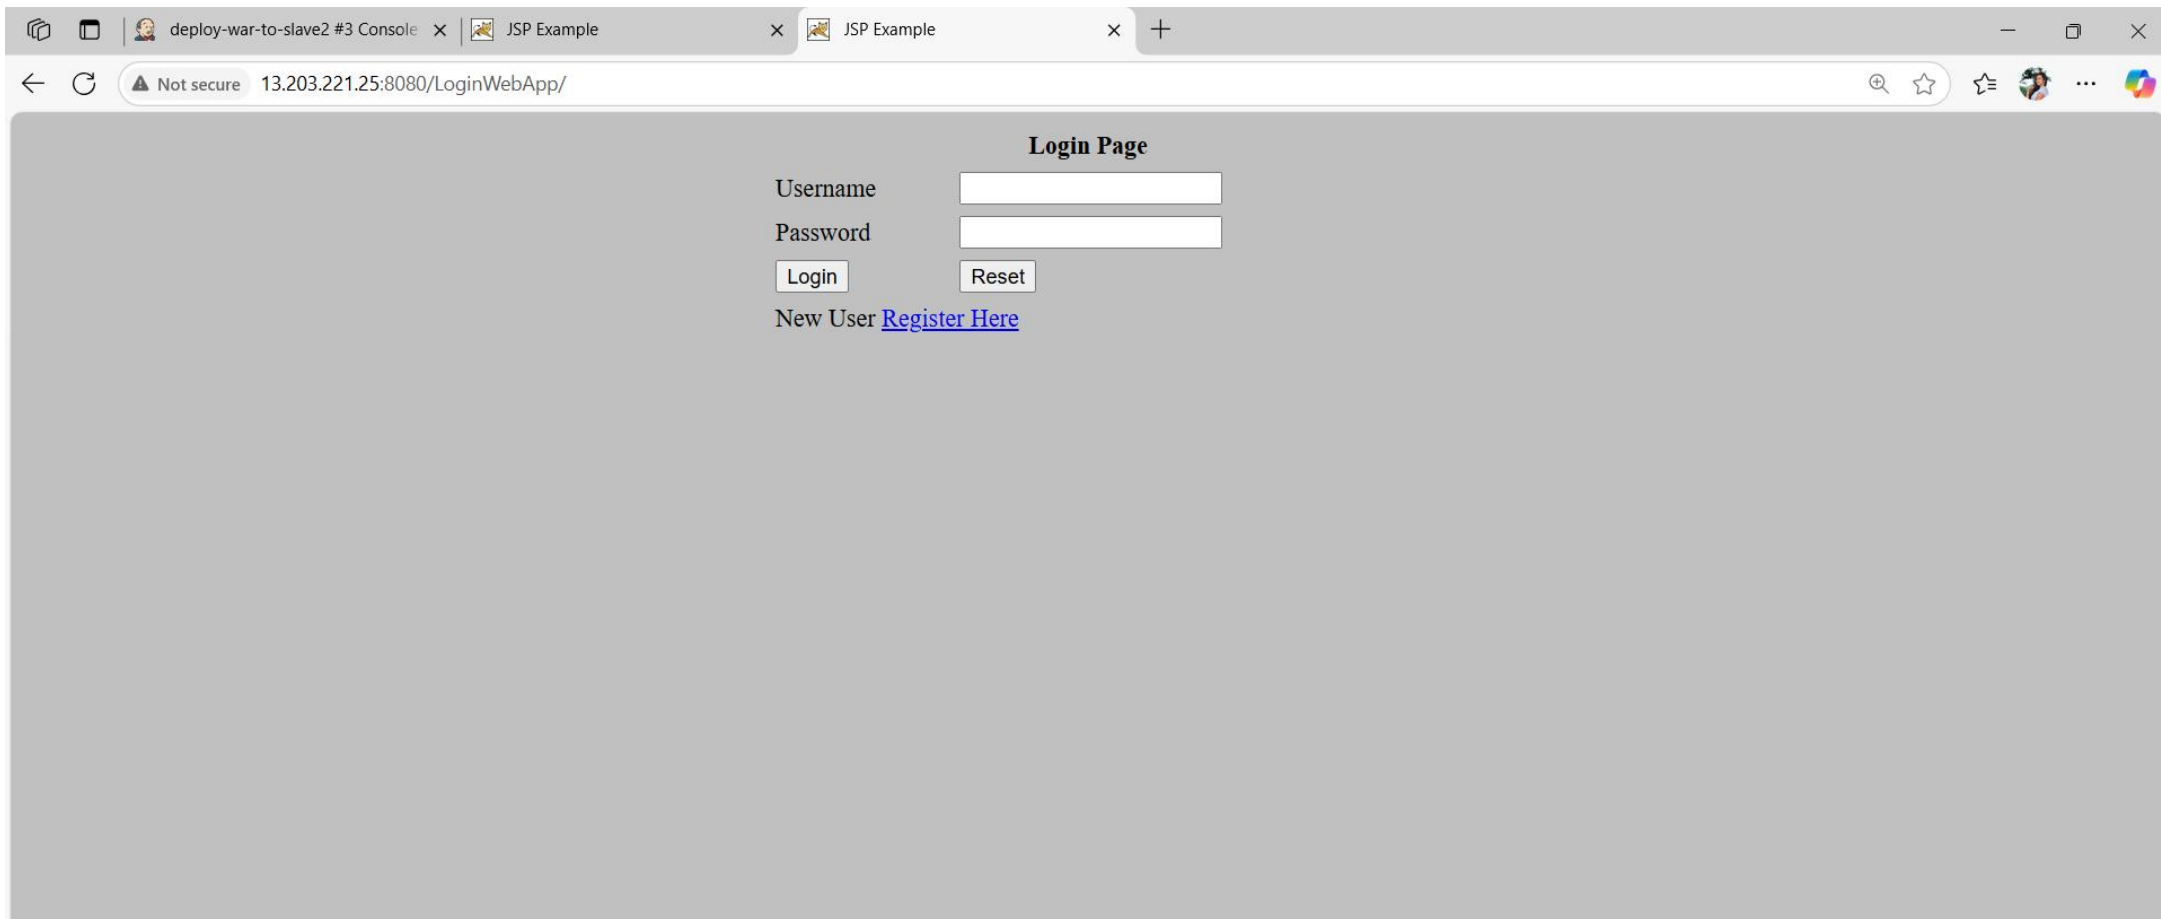 deploy-war-to-slave2 #3 Console JSP Example JSP Example
Not secure 13.203.221.25:8080/LoginWebApp/
Login Page
Username
Password
Login Reset
New User Register Here